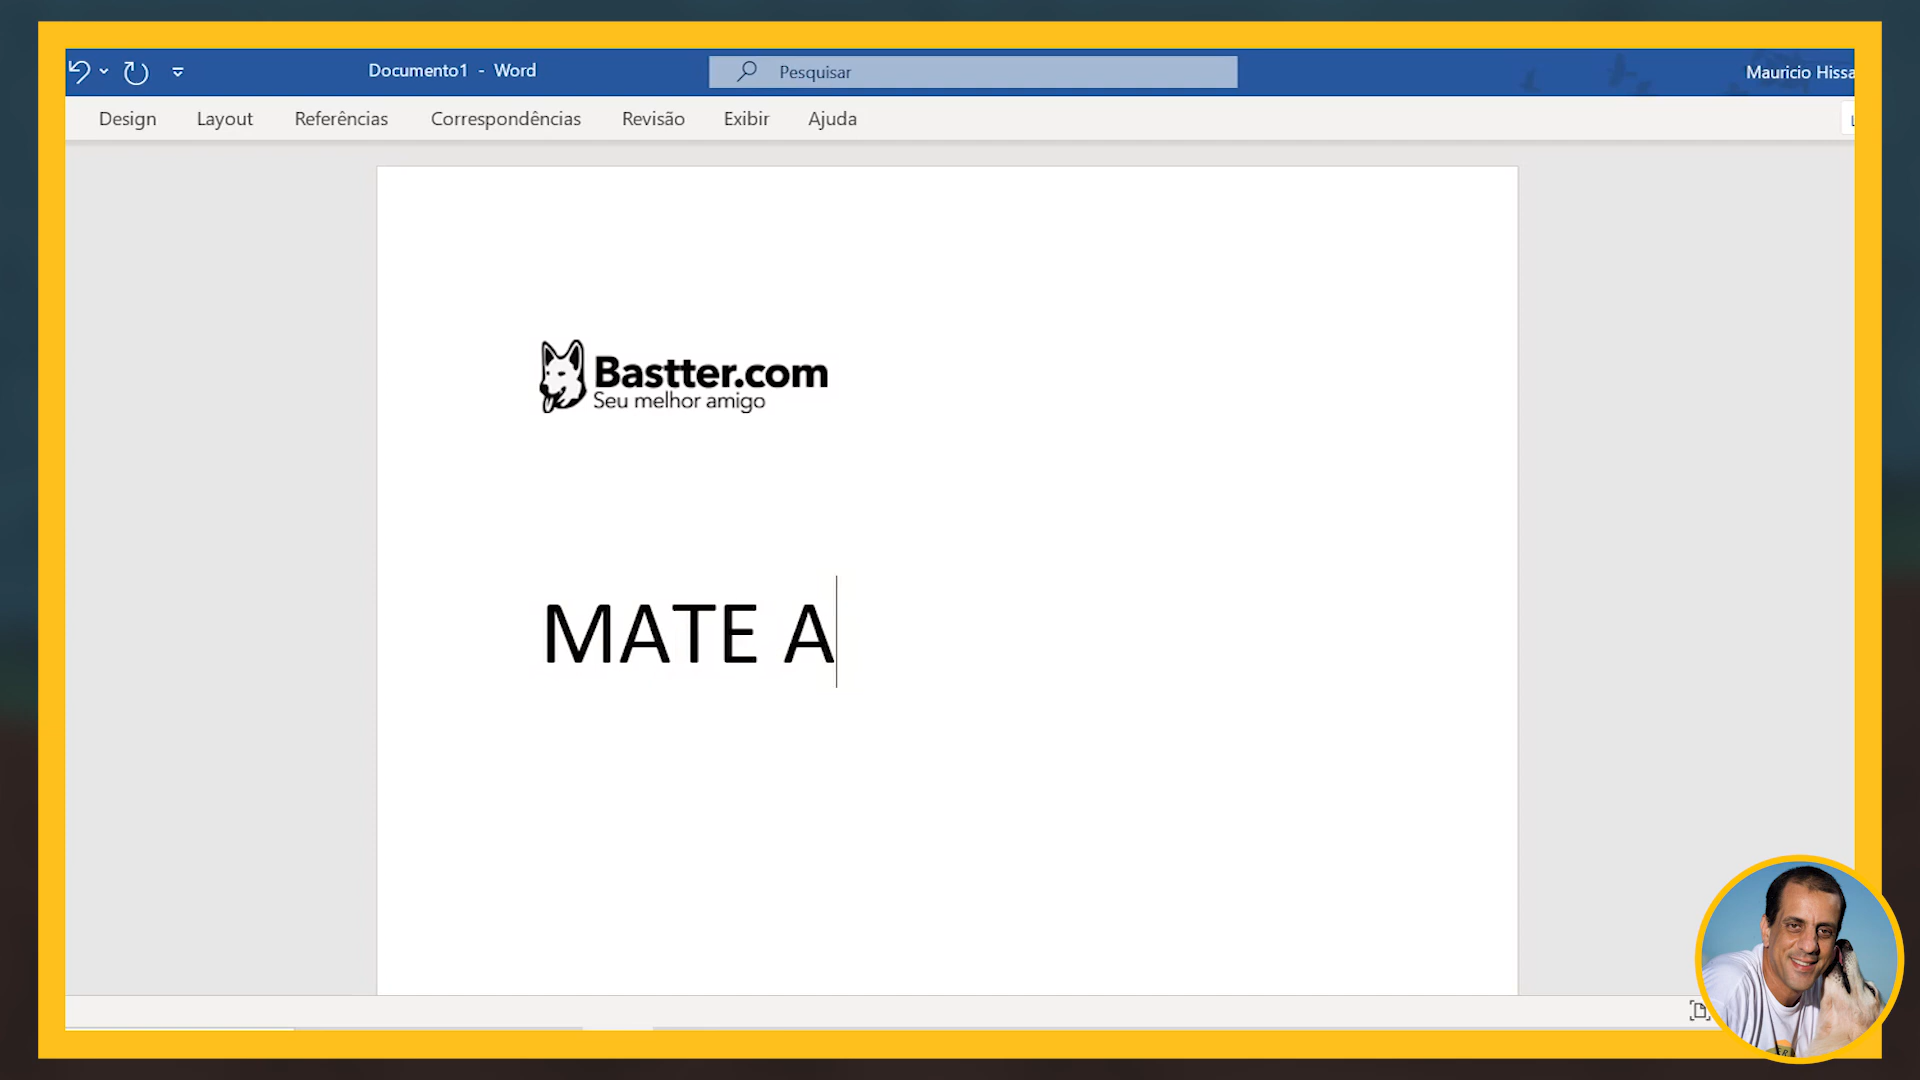 Documento1 - Word
Pesquisar
Mauricio Hissa
Design Layout Referências Correspondências Revisão Exibir Ajuda
Bastter.com
Seu melhor amigo
MATE A